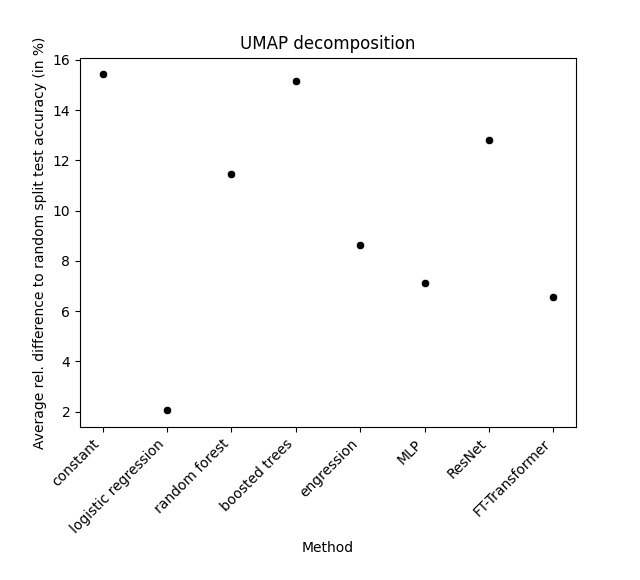 UMAP decomposition
Average rel. difference to random split test accuracy (in %)
16
14
12
10
8
6
4
2
constant
logistic regression
random forest
boosted trees
engression
MLP
ResNet
FT-Transformer
Method